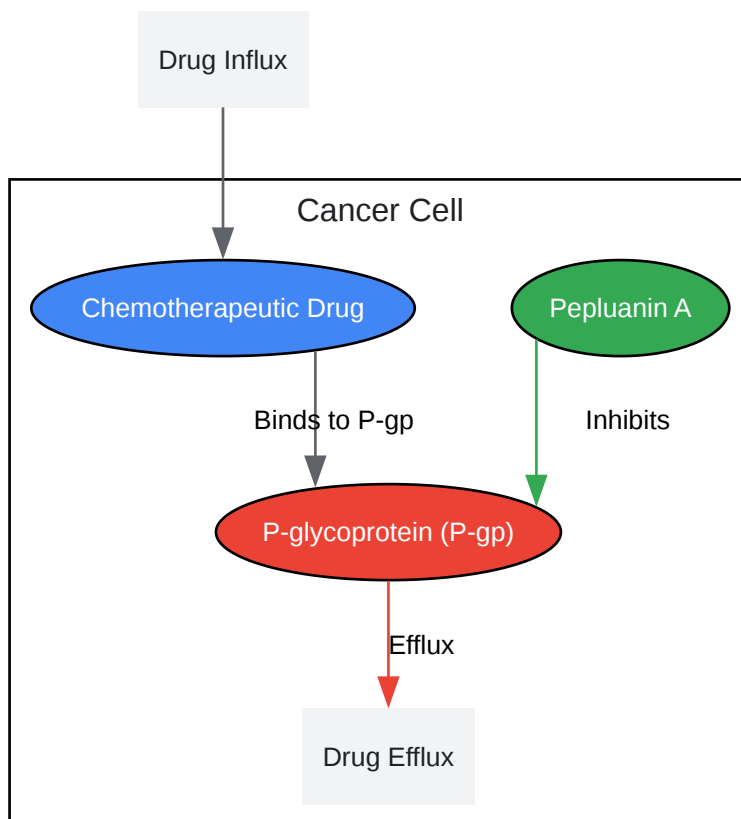 Drug Influx
Cancer Cell
Chemotherapeutic Drug
Pepluanin A
Binds to P-gp
Inhibits
P-glycoprotein (P-gp)
Efflux
Drug Efflux